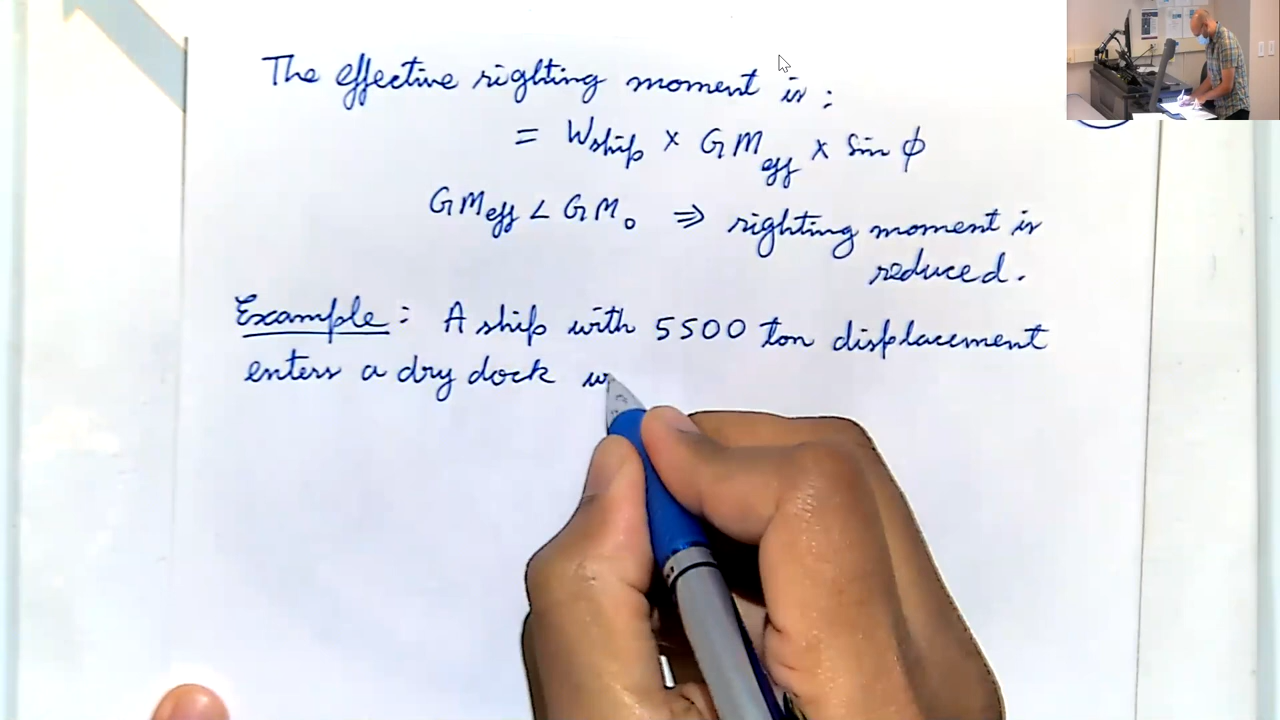 The effective righting moment is :
= Wship × GMeff × Sin ϕ
GMeff < GM₀ ⇒ righting moment is
reduced.
Example : A ship with 5500 ton displacement
enters a dry dock w